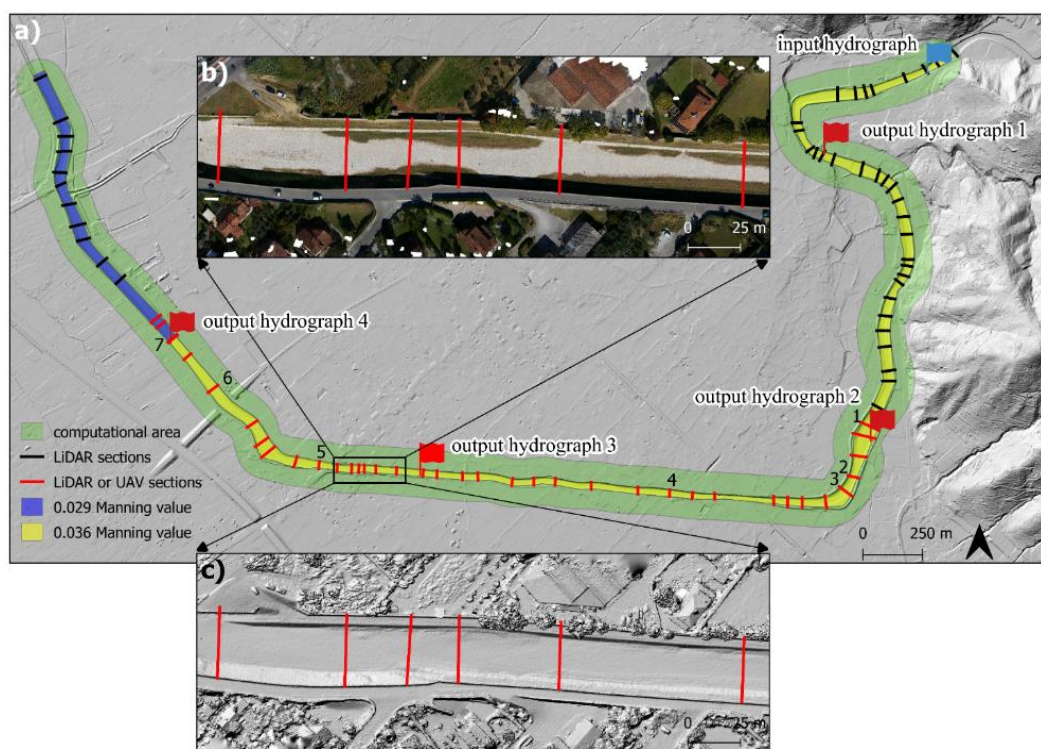 a)
input hydrograph
b)
output hydrograph 1
0 25 m
output hydrograph 4
7
6
output hydrograph 2
1
computational area
LiDAR sections
LiDAR or UAV sections
0.029 Manning value
0.036 Manning value
5
output hydrograph 3
4
2
3
0 250 m
c)
0 25 m